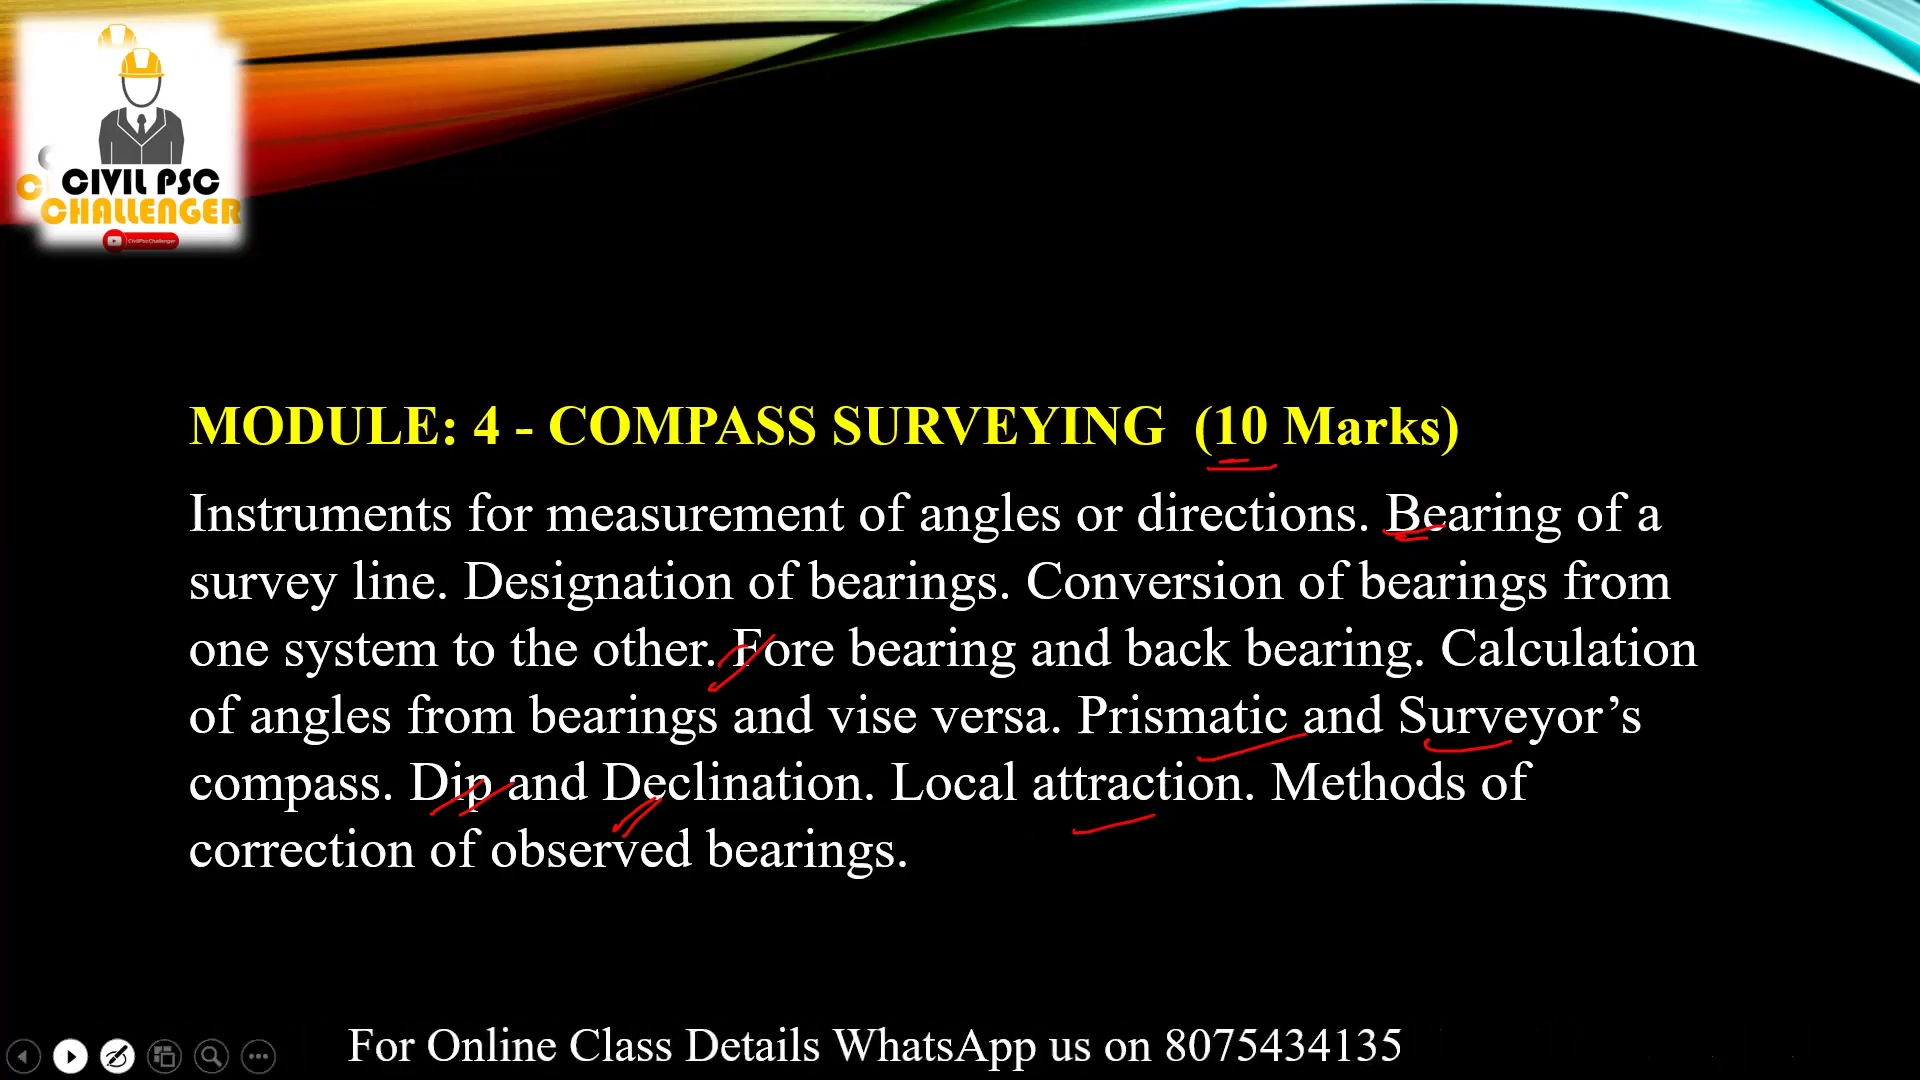 CIVIL PSC
CHALLENGER
CivilPscChallenger
MODULE: 4 - COMPASS SURVEYING (10 Marks)
Instruments for measurement of angles or directions. Bearing of a
survey line. Designation of bearings. Conversion of bearings from
one system to the other. Fore bearing and back bearing. Calculation
of angles from bearings and vise versa. Prismatic and Surveyor’s
compass. Dip and Declination. Local attraction. Methods of
correction of observed bearings.
For Online Class Details WhatsApp us on 8075434135